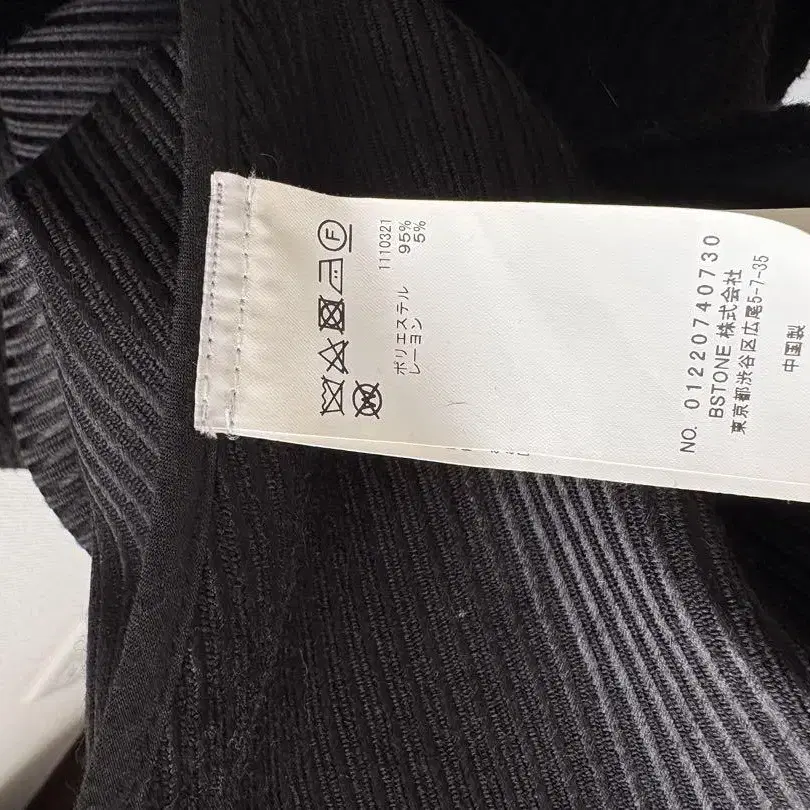 1110321
ポリエステル 95%
レーヨン 5%
NO. 01220740730
BSTONE 株式会社
東京都渋谷区広尾5-7-35
中国製